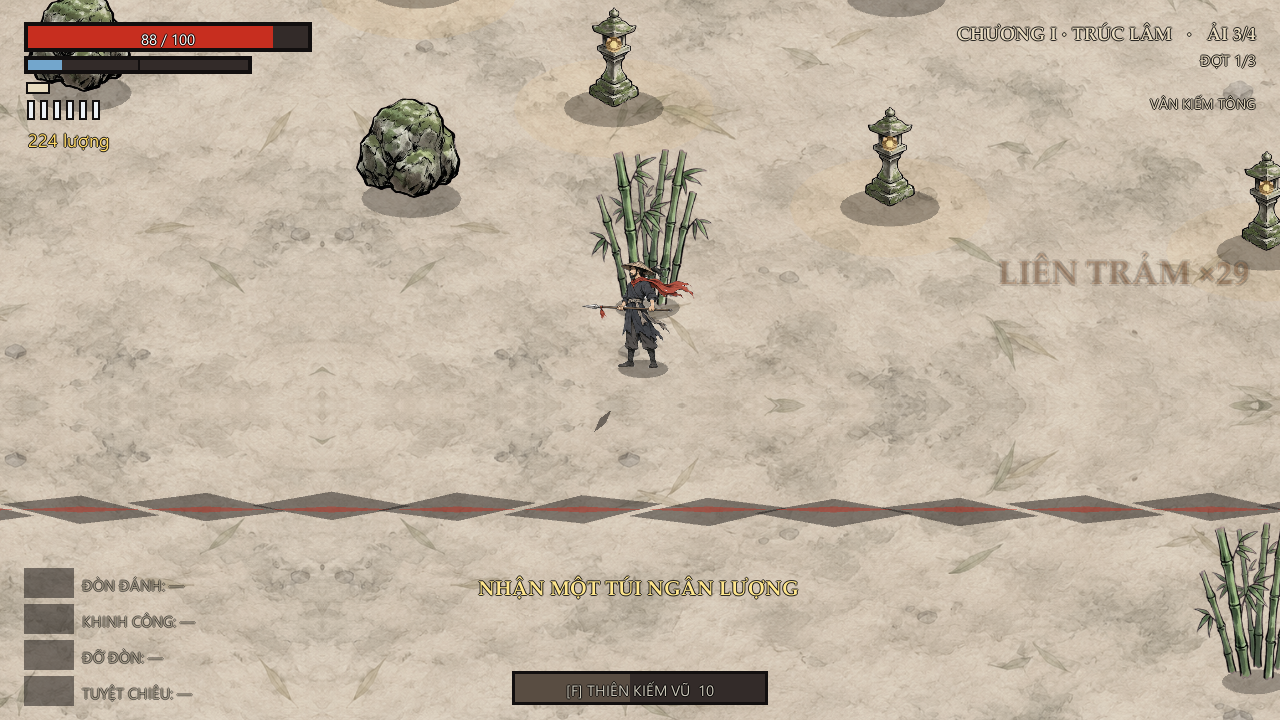 88 / 100
224 lượng
CHƯƠNG I · TRÚC LÂM · ẢI 3/4
ĐỢT 1/3
VÂN KIẾM TÔNG
LIÊN TRẢM ×29
NHẬN MỘT TÚI NGÂN LƯỢNG
ĐÒN ĐÁNH: —
KHINH CÔNG: —
ĐỠ ĐÒN: —
TUYỆT CHIÊU: —
[F] THIÊN KIẾM VŨ 10